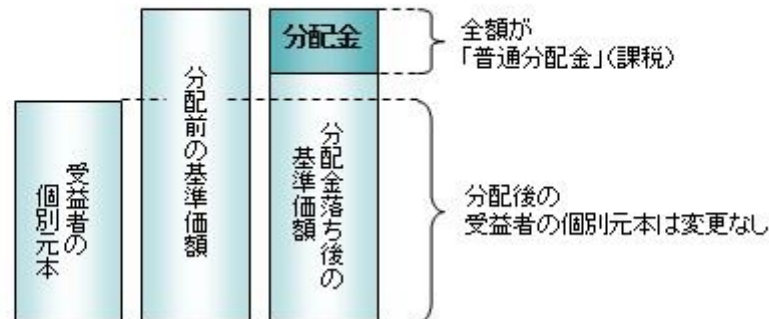 受益者の
個別元本
分配前の基準価額
分配金
分配金落ち後の
基準価額
全額が
「普通分配金」(課税)
分配後の
受益者の個別元本は変更なし